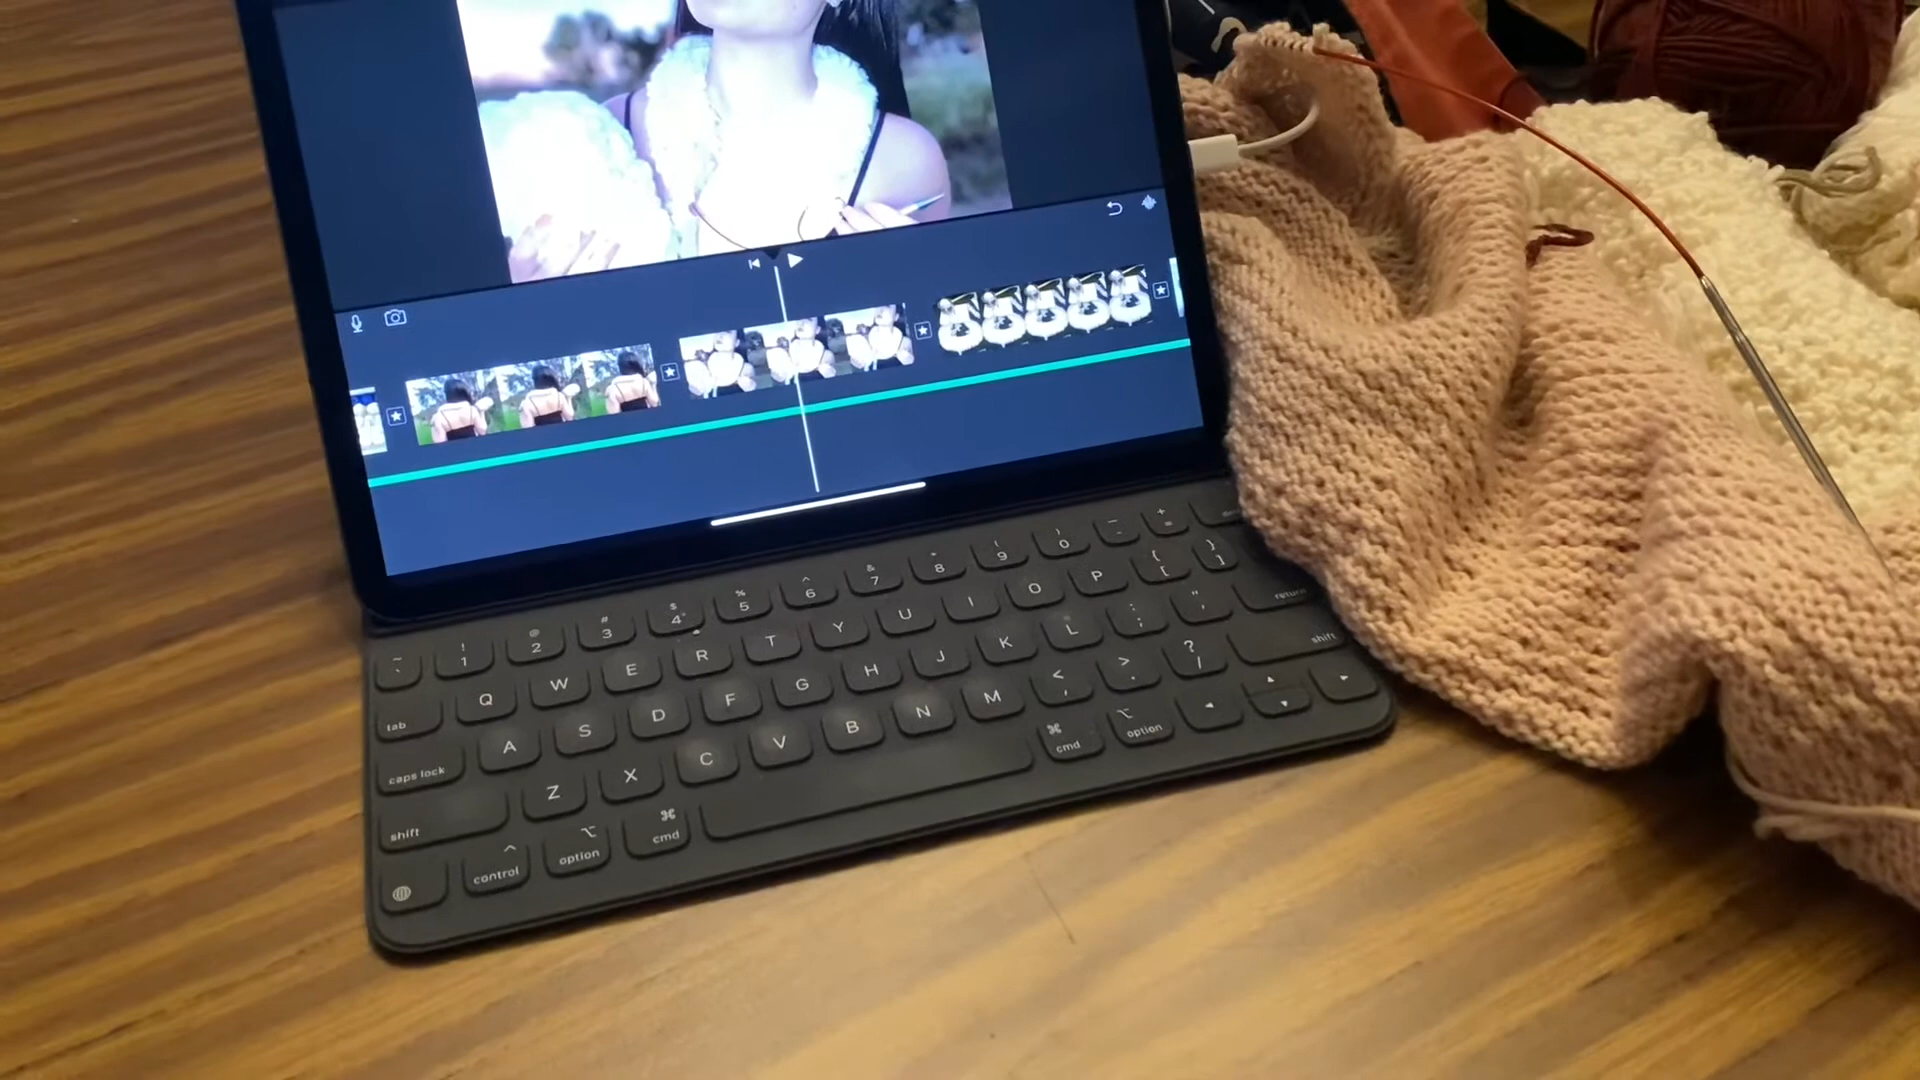 ~ ! @ # $ % ^ & * ( ) — +
` 1 2 3 4 5 6 7 8 9 0 - =
tab Q W E R T Y U I O P { [ } ]
caps lock A S D F G H J K L : ; " ' return
shift Z X C V B N M < , > . ? / shift
control option cmd cmd option